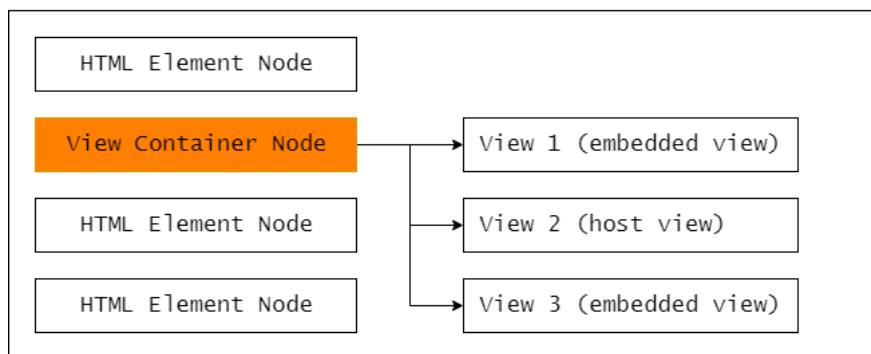 HTML Element Node
View Container Node
View 1 (embedded view)
HTML Element Node
View 2 (host view)
HTML Element Node
View 3 (embedded view)